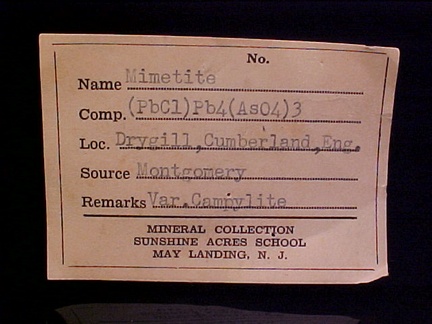 No.
Name Mimetite
Comp. (PbCl)Pb4(AsO4)3
Loc. Drygill, Cumberland, Eng.
Source Montgomery
Remarks Var. Campylite
MINERAL COLLECTION
SUNSHINE ACRES SCHOOL
MAY LANDING, N. J.